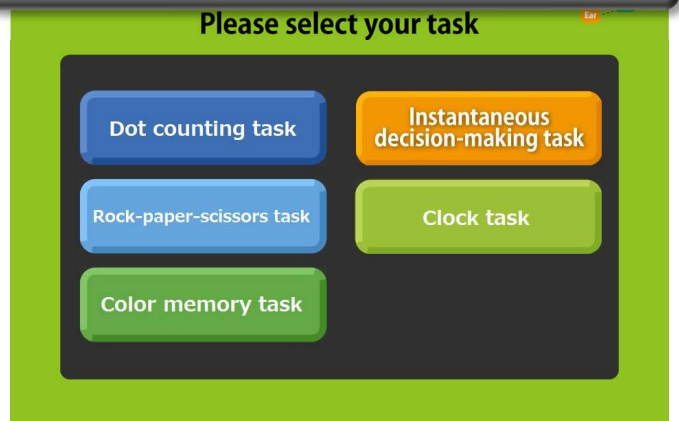 Ear
Please select your task
Dot counting task
Instantaneous
decision-making task
Rock-paper-scissors task
Clock task
Color memory task